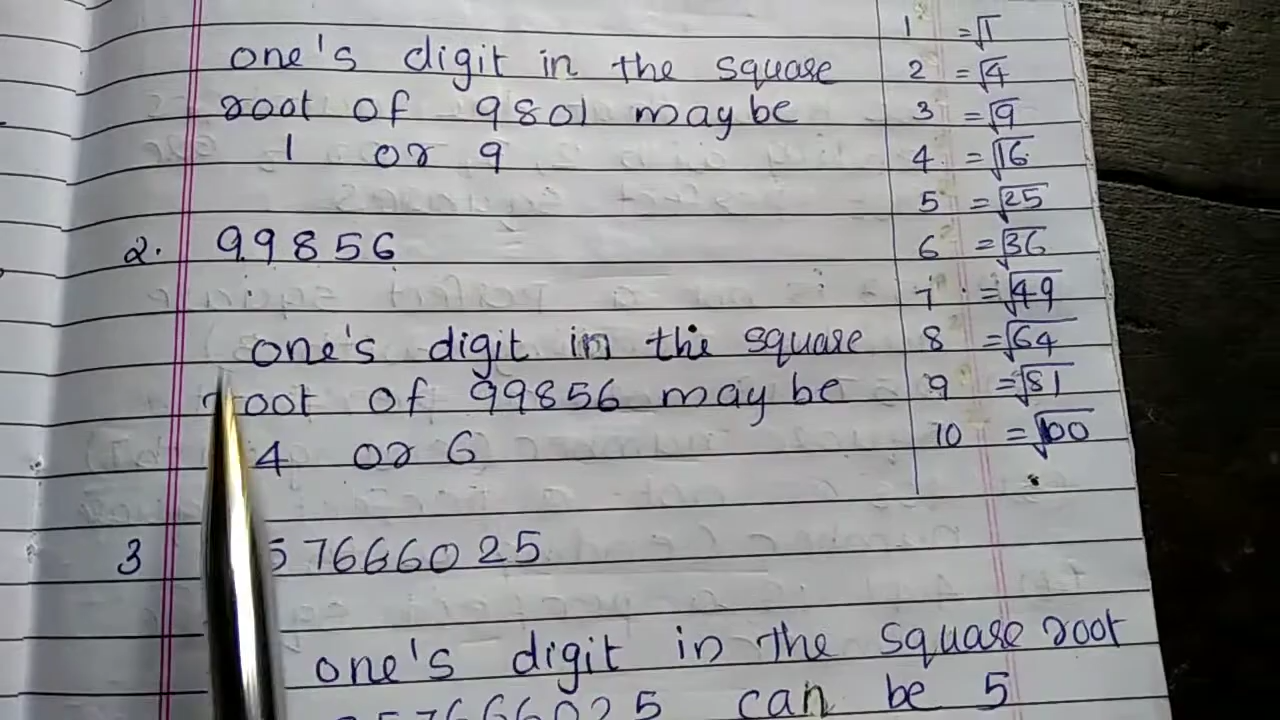 one's digit in the square
root of 9801 may be
1 or 9
2. 99856
one's digit in the square
root of 99856 may be
4 or 6
3 57666025
one's digit in the square root
57666025 can be 5
1 = √1
2 = √4
3 = √9
4 = √16
5 = √25
6 = √36
7 = √49
8 = √64
9 = √81
10 = √100